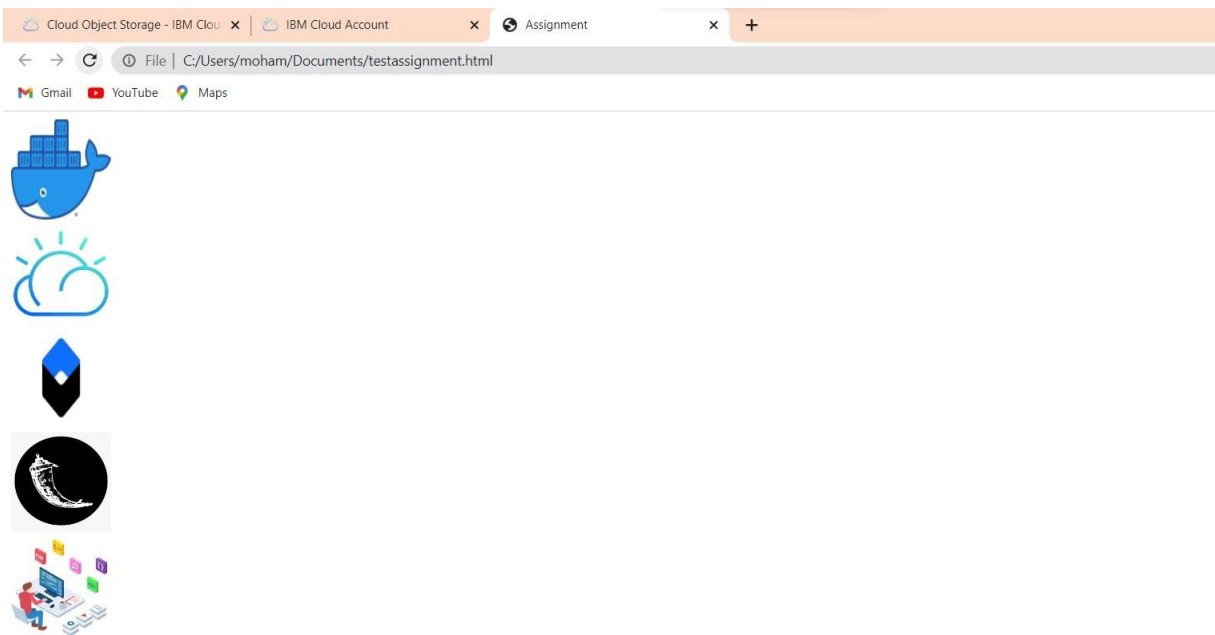 Cloud Object Storage - IBM Clou
IBM Cloud Account
Assignment
File | C:/Users/moham/Documents/testassignment.html
Gmail
YouTube
Maps